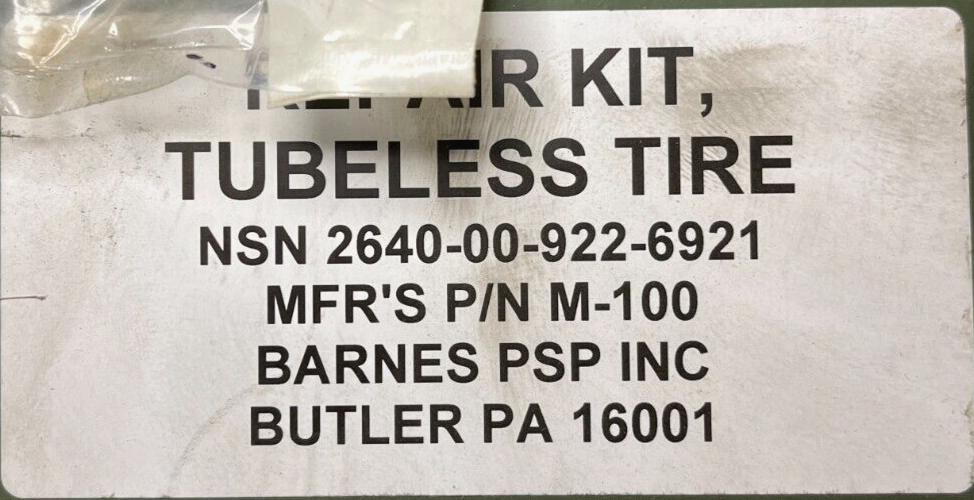 REPAIR KIT,
TUBELESS TIRE
NSN 2640-00-922-6921
MFR'S P/N M-100
BARNES PSP INC
BUTLER PA 16001